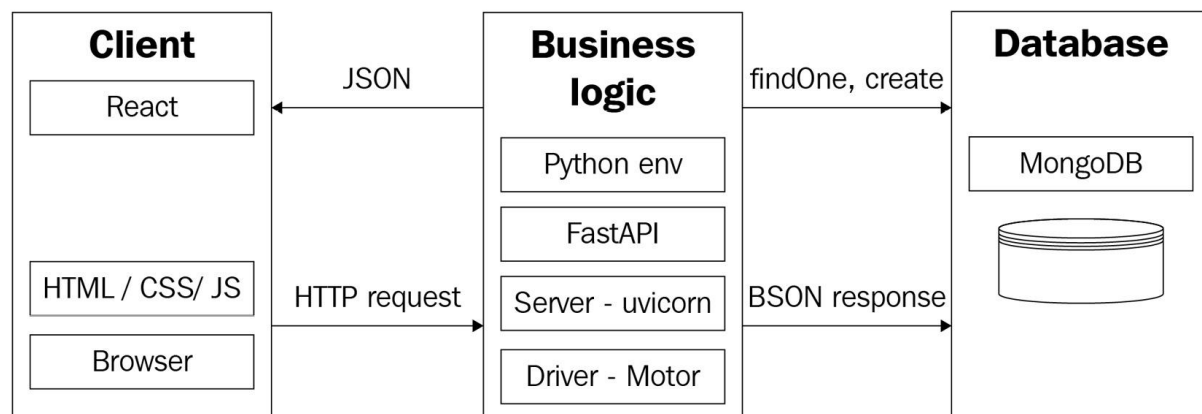 Client
React
HTML / CSS/ JS
Browser
JSON
HTTP request
Business
logic
Python env
FastAPI
Server - uvicorn
Driver - Motor
findOne, create
BSON response
Database
MongoDB